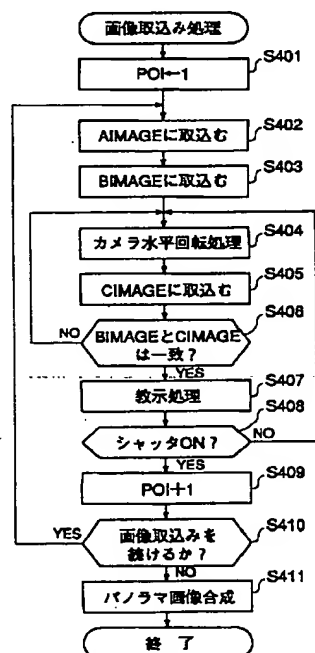 画像取込み処理
S401
POI←1
S402
AIMAGEに取込む
S403
BIMAGEに取込む
S404
カメラ水平回転処理
S405
CIMAGEに取込む
S406
BIMAGEとCIMAGE
は一致？
NO
YES
S407
教示処理
S408
シャッタON？
NO
YES
S409
POI＋1
S410
画像取込みを
続けるか？
YES
NO
S411
パノラマ画像合成
終了